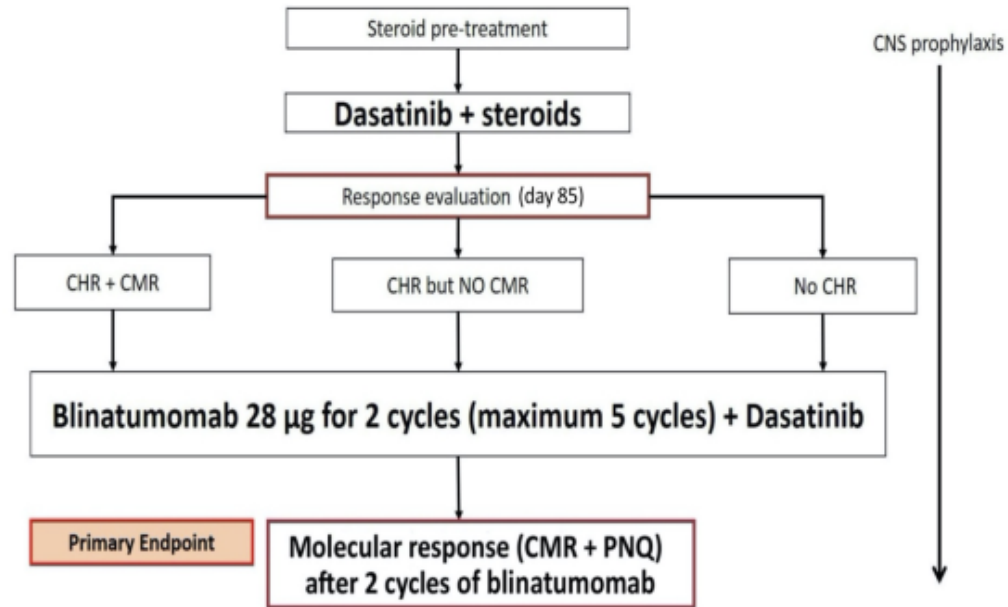 Steroid pre-treatment
CNS prophylaxis
Dasatinib + steroids
Response evaluation (day 85)
CHR + CMR
CHR but NO CMR
No CHR
Blinatumomab 28 µg for 2 cycles (maximum 5 cycles) + Dasatinib
Primary Endpoint
Molecular response (CMR + PNQ)
after 2 cycles of blinatumomab